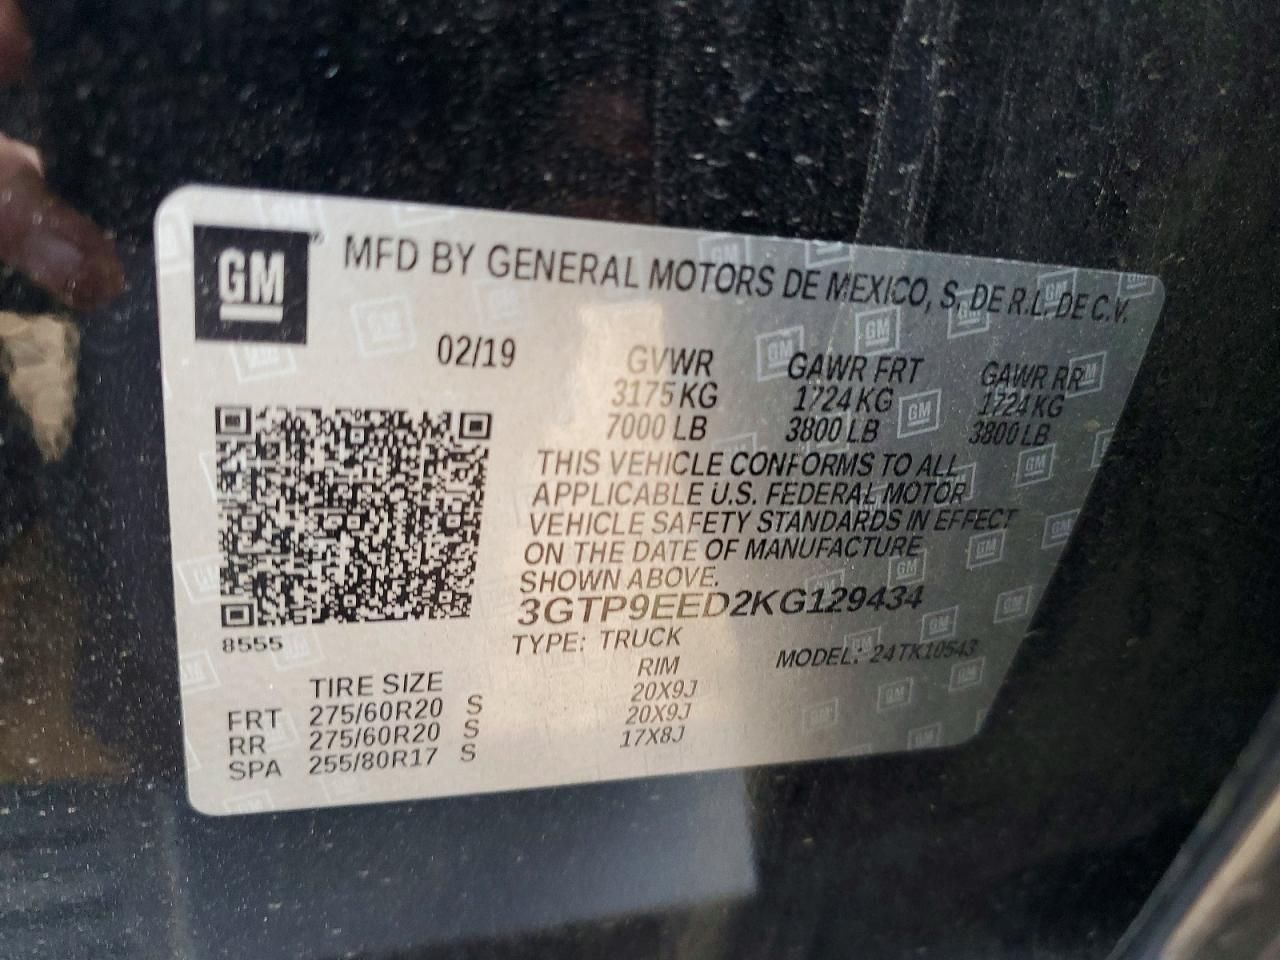 GM
MFD BY GENERAL MOTORS DE MEXICO, S. DE R.L. DE C.V.
02/19 GVWR GAWR FRT GAWR RR
3175 KG 1724 KG 1724 KG
7000 LB 3800 LB 3800 LB
THIS VEHICLE CONFORMS TO ALL
APPLICABLE U.S. FEDERAL MOTOR
VEHICLE SAFETY STANDARDS IN EFFECT
ON THE DATE OF MANUFACTURE
SHOWN ABOVE.
3GTP9EED2KG129434
8555 TYPE: TRUCK MODEL: 24TK10543
TIRE SIZE RIM
FRT 275/60R20 S 20X9J
RR 275/60R20 S 20X9J
SPA 255/80R17 S 17X8J